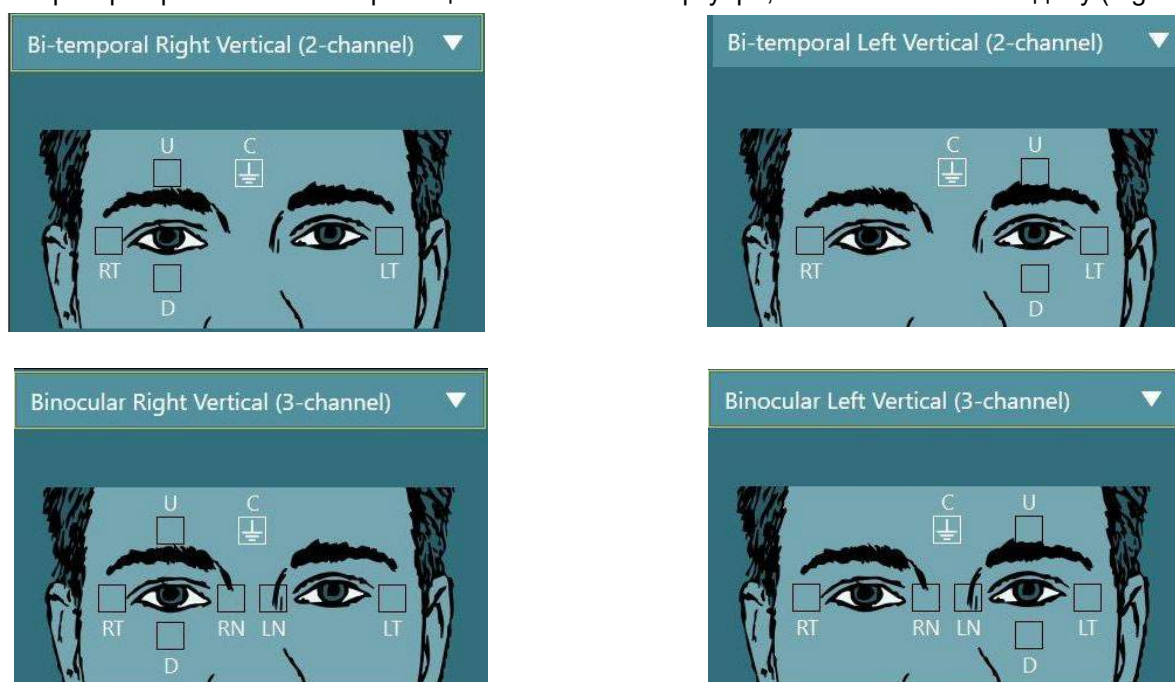 Bi-temporal Right Vertical (2-channel)
U C
RT LT
D
Bi-temporal Left Vertical (2-channel)
C U
RT LT
D
Binocular Right Vertical (3-channel)
U C
RT RN LN LT
D
Binocular Left Vertical (3-channel)
C U
RT RN LN LT
D